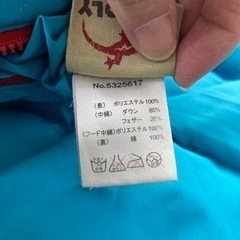 No.5325617
(表) ポリエステル100%
(中綿) ダウン 80%
フェザー 20%
(フード中綿)ポリエステル100%
(裏) 綿 100%